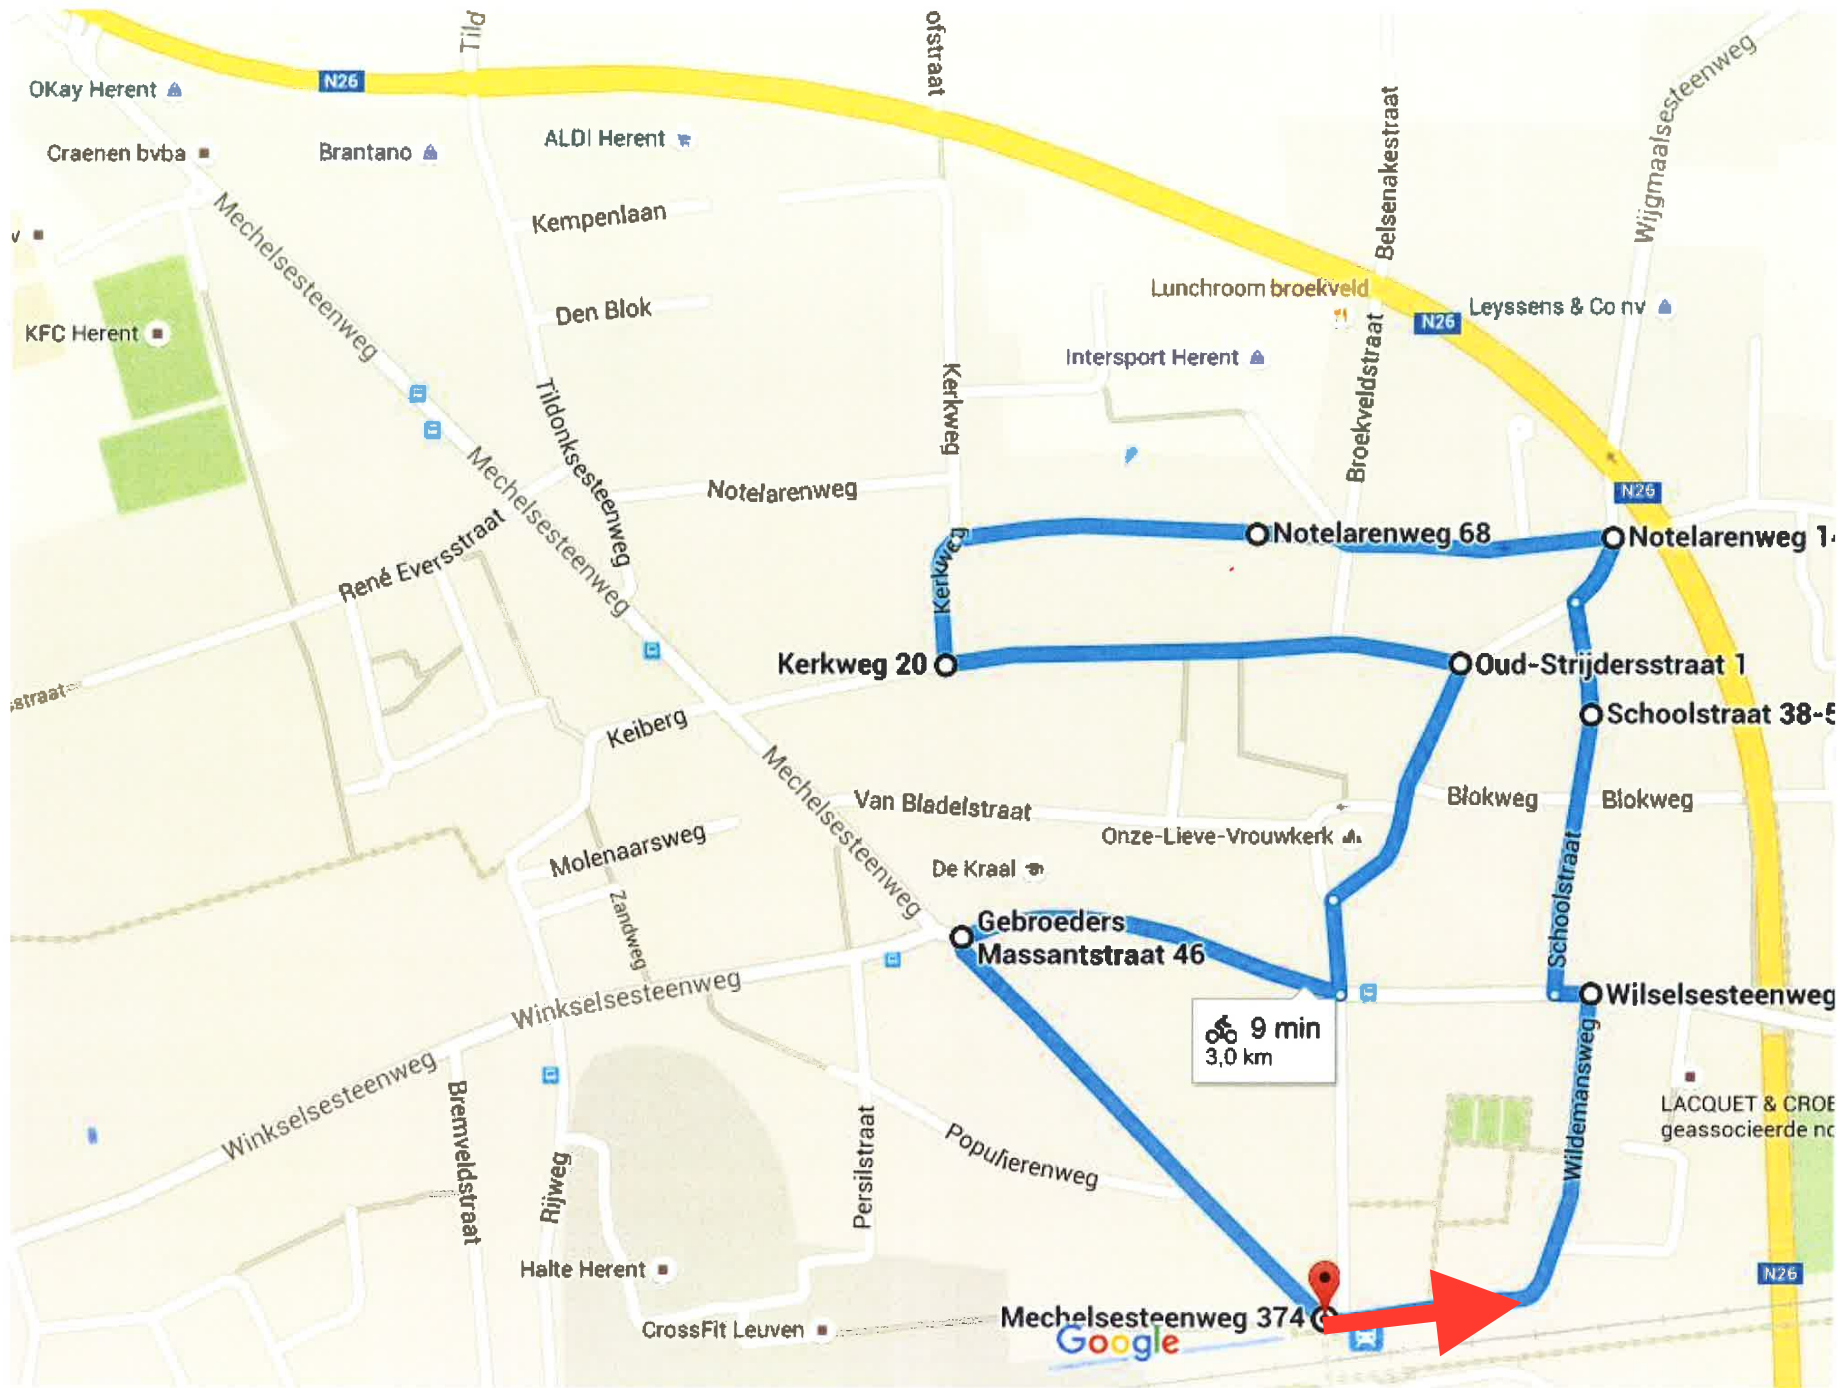 Tild
ofstraat
N26
OKay Herent
Craenen bvba
Brantano
ALDI Herent
Belsenakestraat
Wijgmaalsesteenweg
Kempenlaan
Mechelsesteenweg
v
Den Blok
KFC Herent
Lunchroom broekveld
Leyssens & Co nv
N26
Intersport Herent
Kerkweg
Broekveldstraat
Tildonksesteenweg
Mechelsesteenweg
Notelarenweg
N26
Notelarenweg 68
Notelarenweg 14
René Eversstraat
Kerkweg
Kerkweg 20
Oud-Strijdersstraat 1
sstraat
Schoolstraat 38-5
Keiberg
Mechelsesteenweg
Van Bladelstraat
Blokweg
Blokweg
Onze-Lieve-Vrouwkerk
Molenaarsweg
De Kraal
Zandweg
Schoolstraat
Gebroeders
Massantstraat 46
Winkselsesteenweg
Wilselsesteenweg
9 min
3,0 km
Winkselsesteenweg
Wildemansweg
Bremveldstraat
Rijweg
Persilstraat
Populierenweg
LACQUET & CROE
geassocieerde no
Halte Herent
N26
CrossFit Leuven
Mechelsesteenweg 374
Google